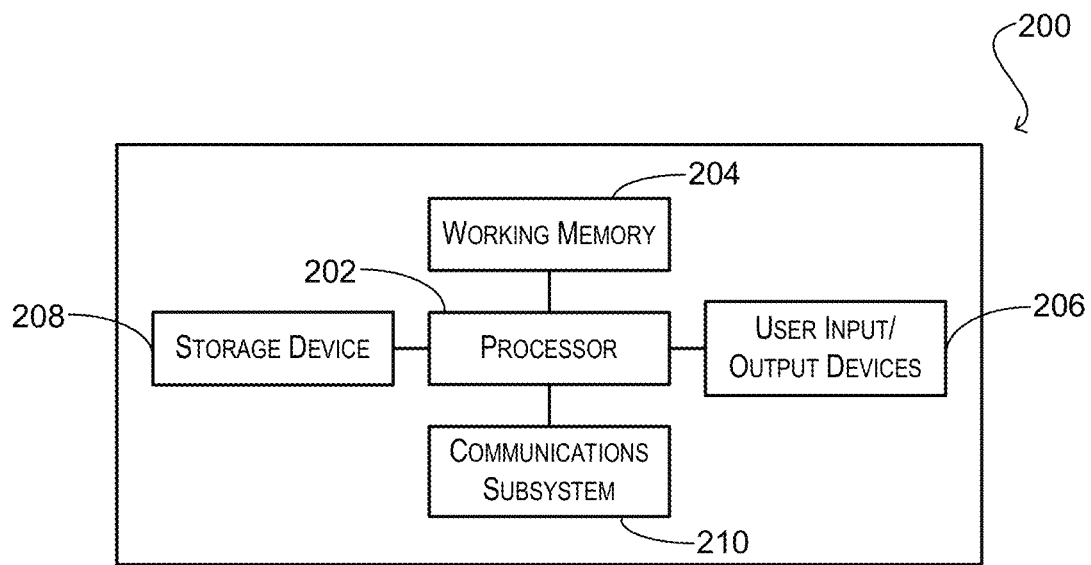 200
204
WORKING MEMORY
202
208
STORAGE DEVICE
PROCESSOR
USER INPUT/
OUTPUT DEVICES
206
COMMUNICATIONS
SUBSYSTEM
210